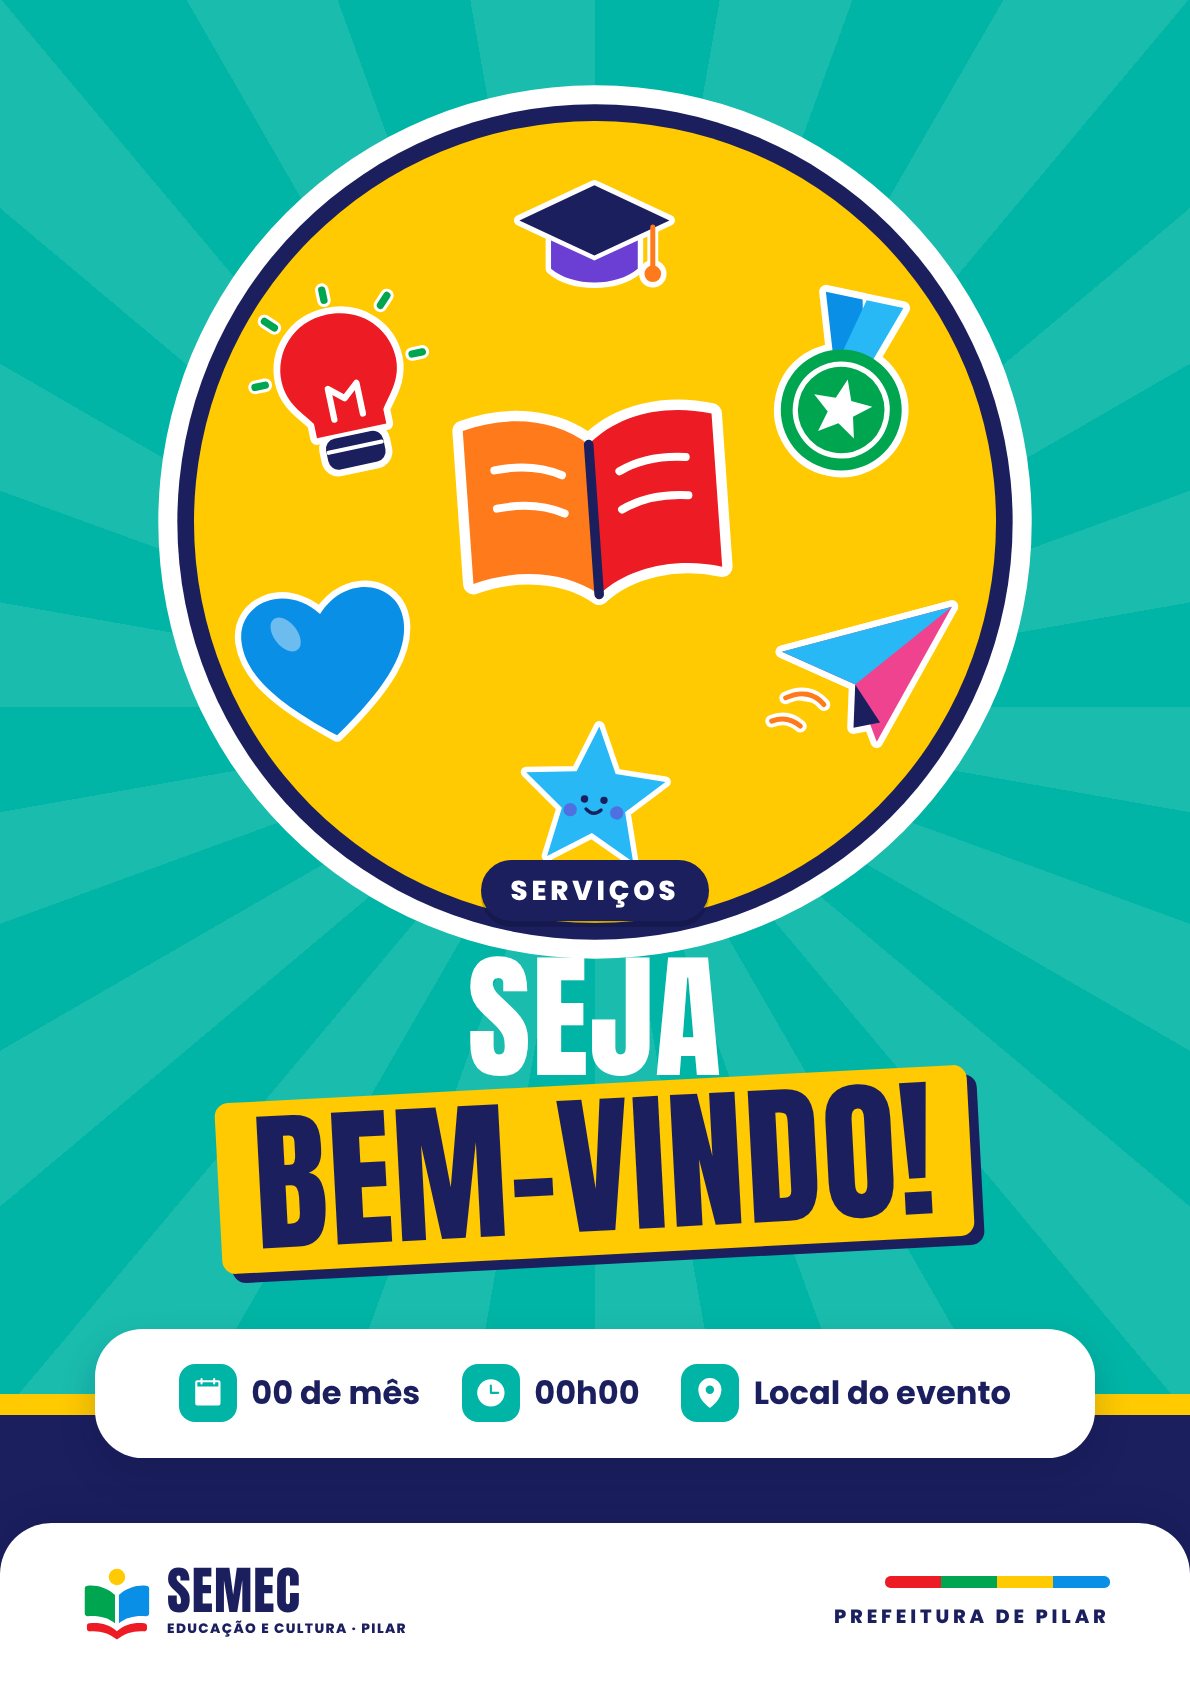 SERVIÇOS
SEJA
BEM-VINDO!
00 de mês
00h00
Local do evento
SEMEC
EDUCAÇÃO E CULTURA · PILAR
PREFEITURA DE PILAR